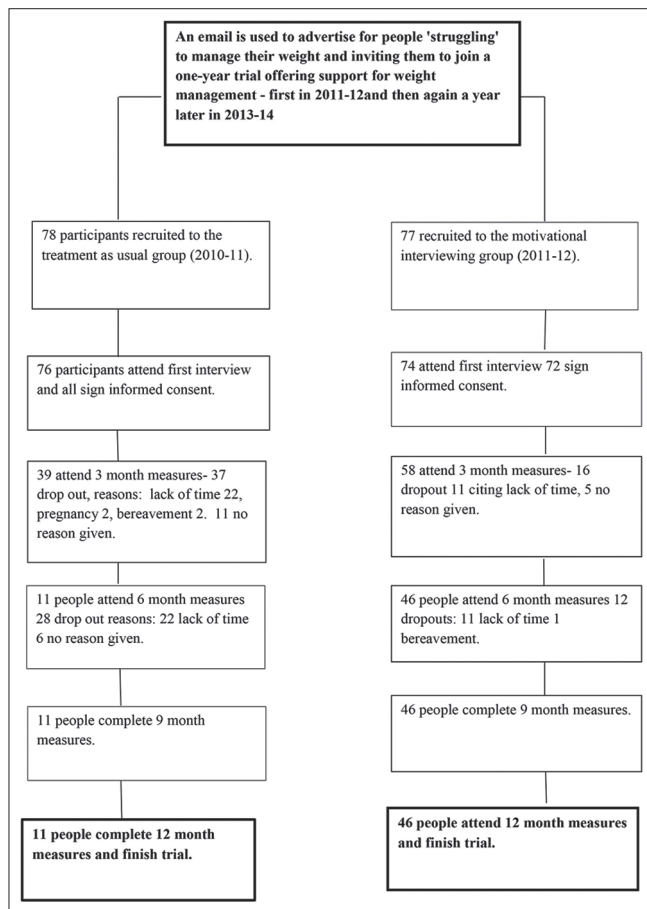 An email is used to advertise for people 'struggling'
to manage their weight and inviting them to join a
one-year trial offering support for weight
management - first in 2011-12and then again a year
later in 2013-14
78 participants recruited to the
treatment as usual group (2010-11).
77 recruited to the motivational
interviewing group (2011-12).
76 participants attend first interview
and all sign informed consent.
74 attend first interview 72 sign
informed consent.
39 attend 3 month measures- 37
drop out, reasons: lack of time 22,
pregnancy 2, bereavement 2. 11 no
reason given.
58 attend 3 month measures- 16
dropout 11 citing lack of time, 5 no
reason given.
11 people attend 6 month measures
28 drop out reasons: 22 lack of time
6 no reason given.
46 people attend 6 month measures 12
dropouts: 11 lack of time 1
bereavement.
11 people complete 9 month
measures.
46 people complete 9 month measures.
11 people complete 12 month
measures and finish trial.
46 people attend 12 month measures
and finish trial.